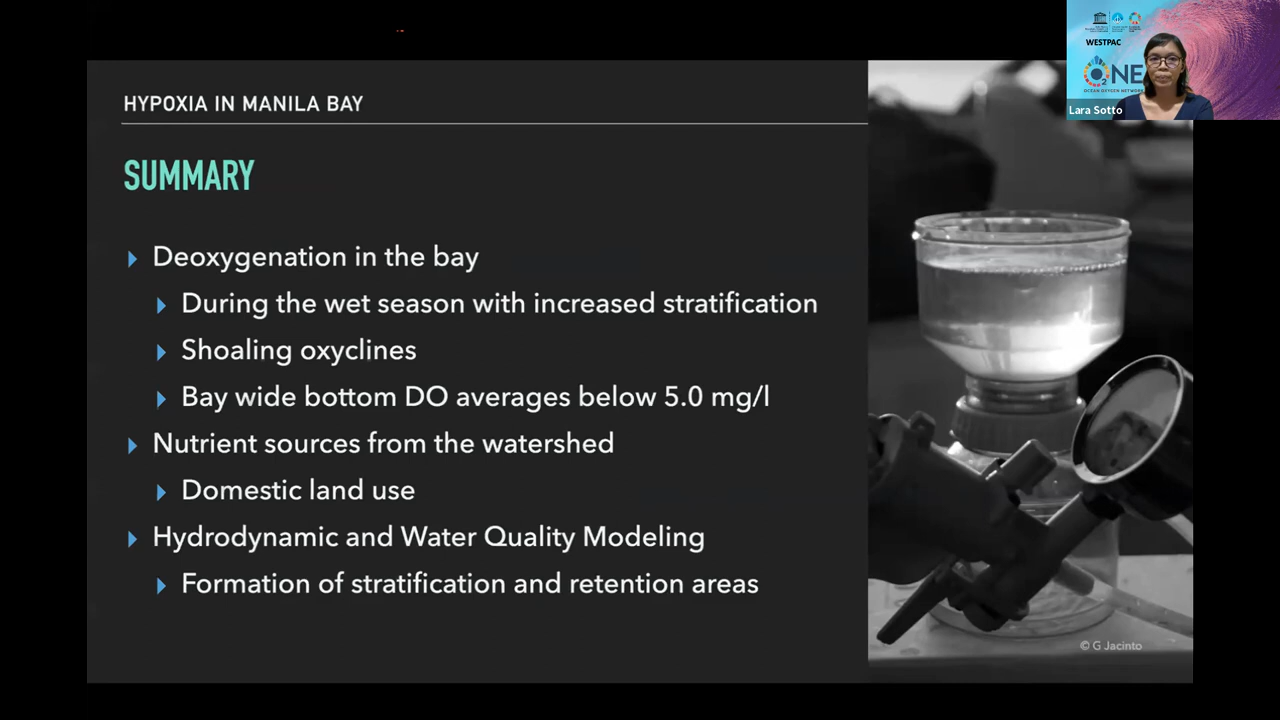 HYPOXIA IN MANILA BAY
SUMMARY
Deoxygenation in the bay
During the wet season with increased stratification
Shoaling oxyclines
Bay wide bottom DO averages below 5.0 mg/l
Nutrient sources from the watershed
Domestic land use
Hydrodynamic and Water Quality Modeling
Formation of stratification and retention areas
© G Jacinto
WESTPAC
O2NE
Lara Sotto